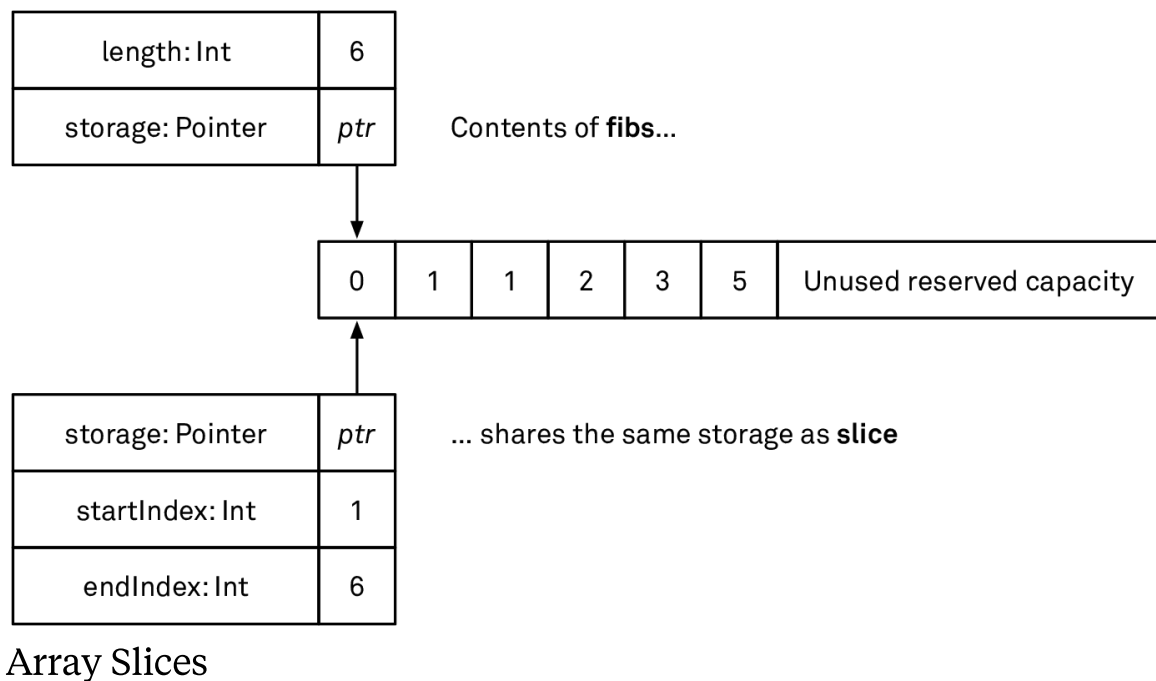 length: Int 6
storage: Pointer ptr Contents of fibs...
0 1 1 2 3 5 Unused reserved capacity
storage: Pointer ptr ... shares the same storage as slice
startIndex: Int 1
endIndex: Int 6
Array Slices